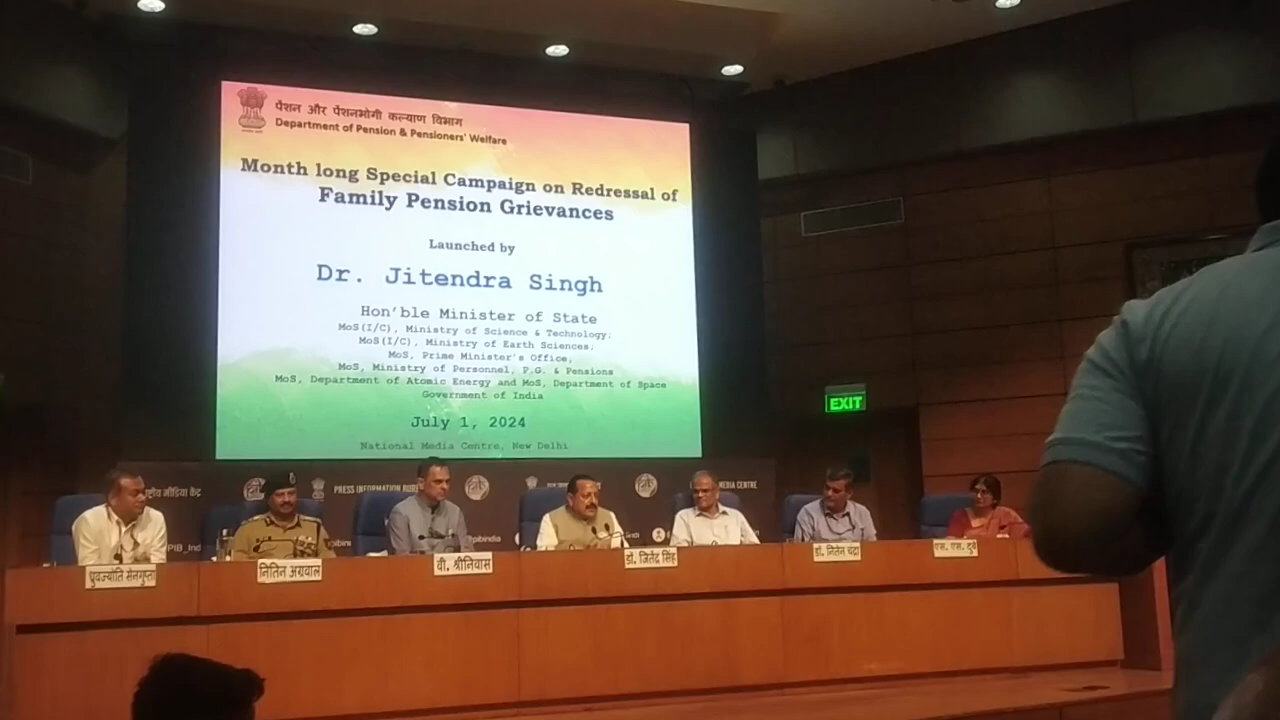 पेंशन और पेंशनभोगी कल्याण विभाग
Department of Pension & Pensioners' Welfare
Month long Special Campaign on Redressal of
Family Pension Grievances
Launched by
Dr. Jitendra Singh
Hon'ble Minister of State
MoS(I/C), Ministry of Science & Technology;
MoS(I/C), Ministry of Earth Sciences;
MoS, Prime Minister's Office,
MoS, Ministry of Personnel, P.G. & Pensions
MoS, Department of Atomic Energy and MoS, Department of Space
Government of India
July 1, 2024
National Media Centre, New Delhi
EXIT
मीडिया केंद्र
PRESS INFORMATION
MEDIA CENTRE
PIB_Ind
pibindia
ध्रुवज्योति सेनगुप्ता
नितिन अग्रवाल
वी. श्रीनिवास
डॉ. जितेंद्र सिंह
डॉ. नितेन चंद्रा
एस. एस. दुबे